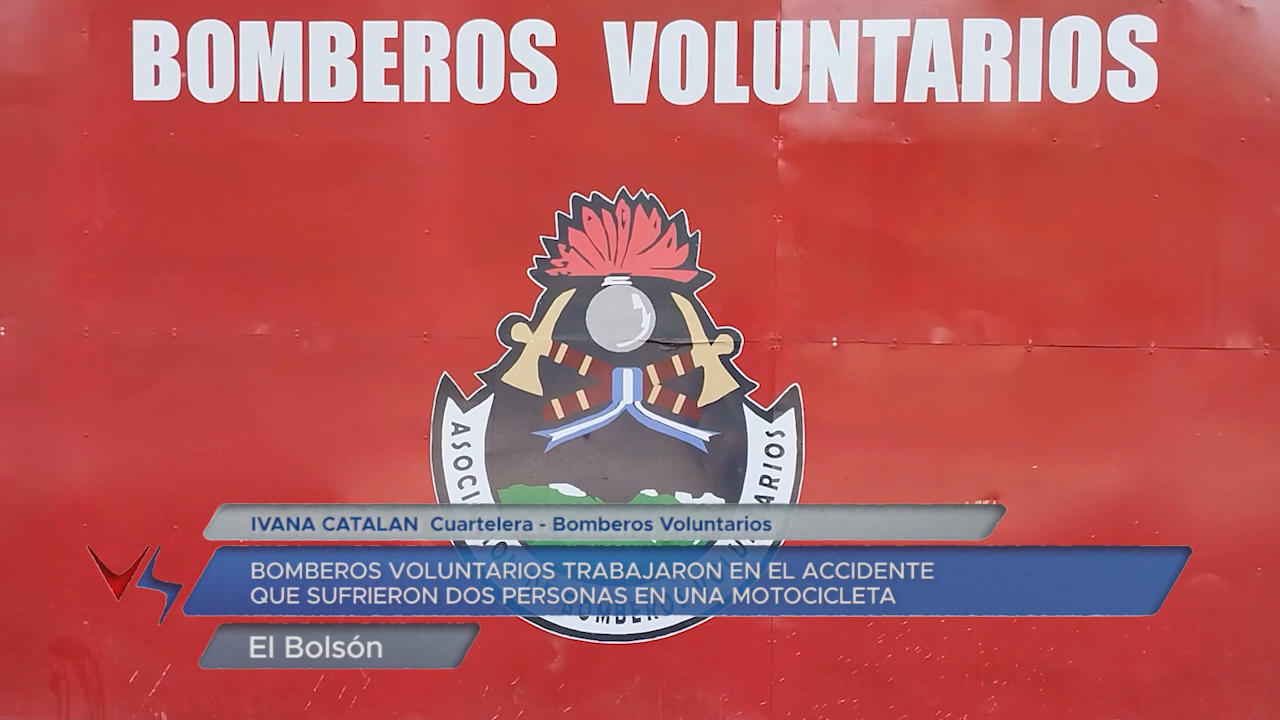 BOMBEROS VOLUNTARIOS
IVANA CATALAN Cuartelera - Bomberos Voluntarios
BOMBEROS VOLUNTARIOS TRABAJARON EN EL ACCIDENTE
QUE SUFRIERON DOS PERSONAS EN UNA MOTOCICLETA
El Bolsón